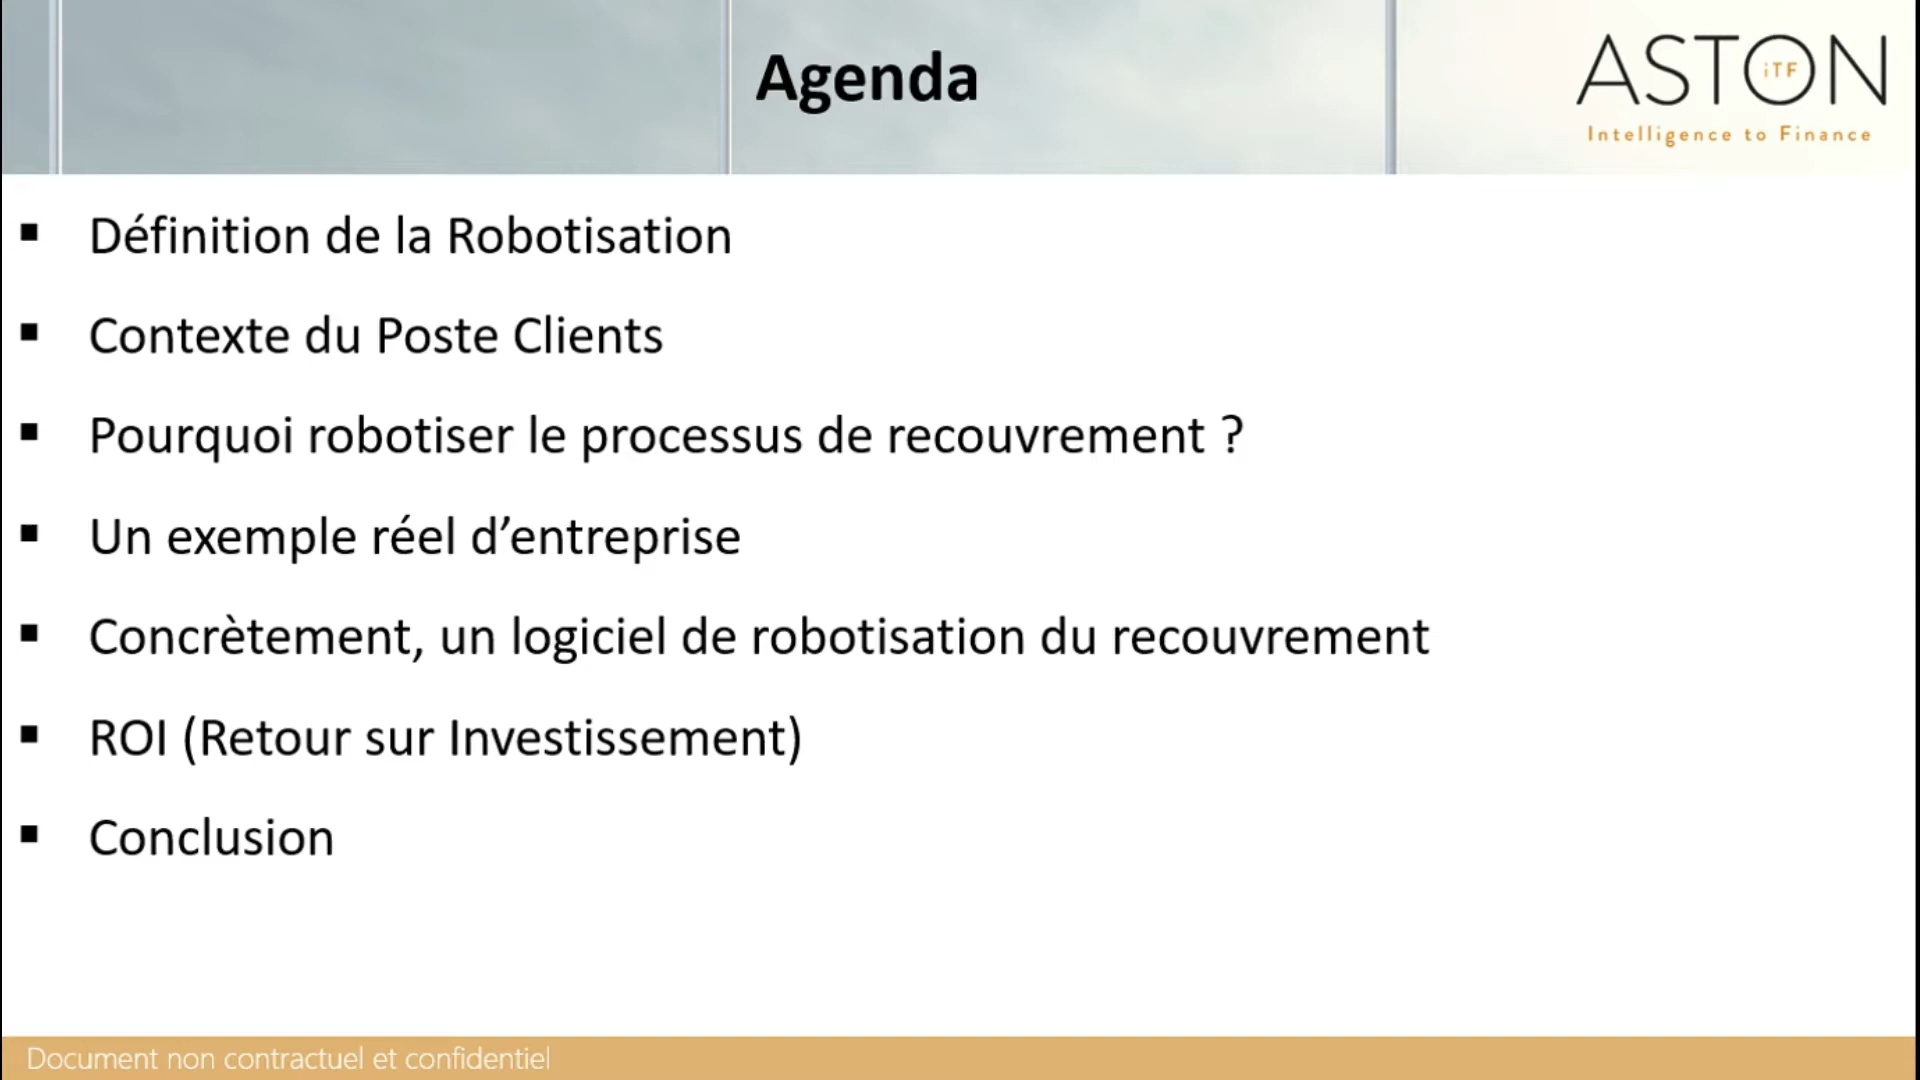 Agenda
ASTON
iTF
Intelligence to Finance
▪ Définition de la Robotisation
▪ Contexte du Poste Clients
▪ Pourquoi robotiser le processus de recouvrement ?
▪ Un exemple réel d’entreprise
▪ Concrètement, un logiciel de robotisation du recouvrement
▪ ROI (Retour sur Investissement)
▪ Conclusion
Document non contractuel et confidentiel